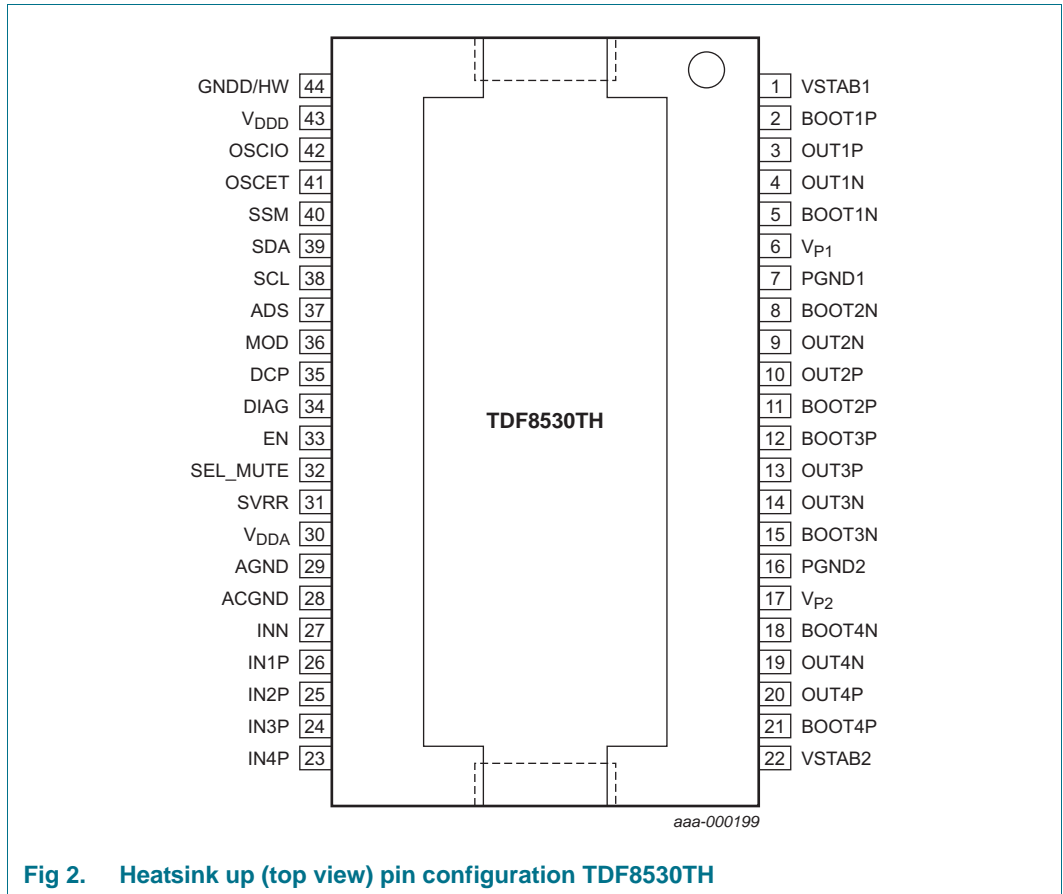 GNDD/HW 44 1 VSTAB1
VDDD 43 2 BOOT1P
OSCIO 42 3 OUT1P
OSCET 41 4 OUT1N
SSM 40 5 BOOT1N
SDA 39 6 VP1
SCL 38 7 PGND1
ADS 37 8 BOOT2N
MOD 36 9 OUT2N
DCP 35 10 OUT2P
DIAG 34 11 BOOT2P
TDF8530TH
EN 33 12 BOOT3P
SEL_MUTE 32 13 OUT3P
SVRR 31 14 OUT3N
VDDA 30 15 BOOT3N
AGND 29 16 PGND2
ACGND 28 17 VP2
INN 27 18 BOOT4N
IN1P 26 19 OUT4N
IN2P 25 20 OUT4P
IN3P 24 21 BOOT4P
IN4P 23 22 VSTAB2
aaa-000199
Fig 2. Heatsink up (top view) pin configuration TDF8530TH